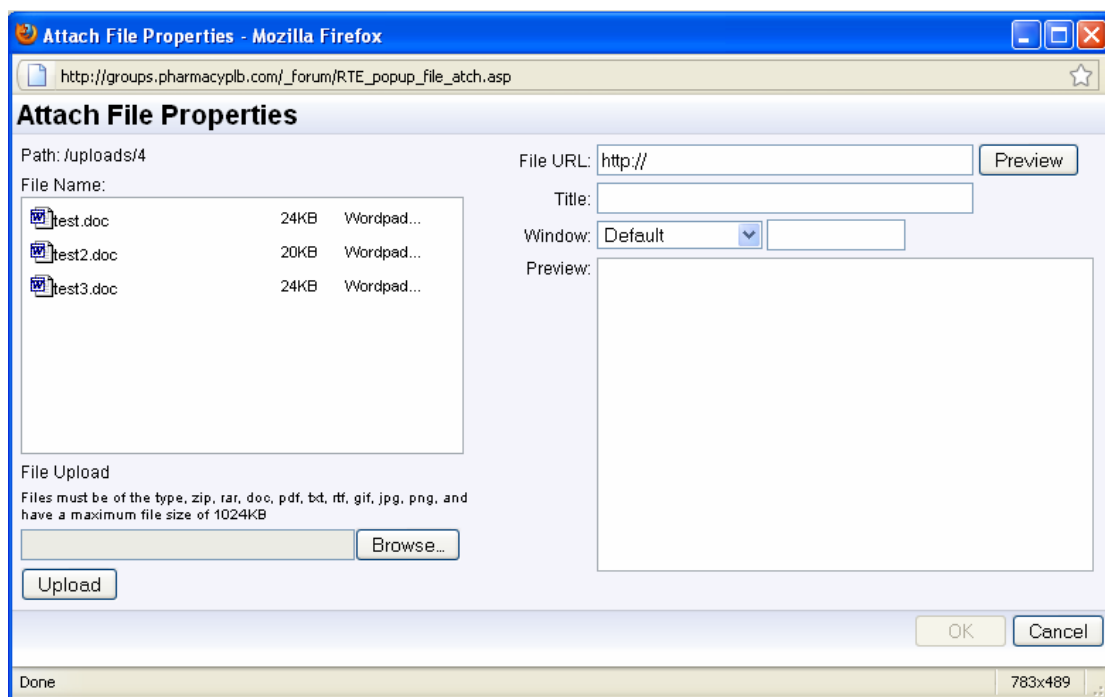 Attach File Properties - Mozilla Firefox
http://groups.pharmacyplb.com/_forum/RTE_popup_file_atch.asp
Attach File Properties
Path: /uploads/4
File Name:
test.doc 24KB Wordpad...
test2.doc 20KB Wordpad...
test3.doc 24KB Wordpad...
File Upload
Files must be of the type, zip, rar, doc, pdf, txt, rtf, gif, jpg, png, and
have a maximum file size of 1024KB
Browse...
Upload
File URL: http:// Preview
Title:
Window: Default
Preview:
OK Cancel
Done 783x489